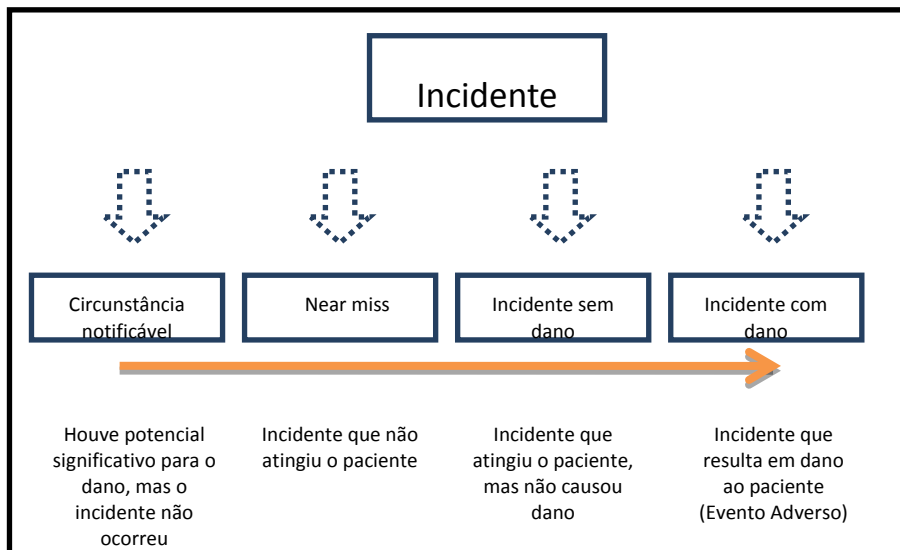 Incidente
Circunstância
notificável
Near miss
Incidente sem
dano
Incidente com
dano
Houve potencial
significativo para o
dano, mas o
incidente não
ocorreu
Incidente que não
atingiu o paciente
Incidente que
atingiu o paciente,
mas não causou
dano
Incidente que
resulta em dano
ao paciente
(Evento Adverso)